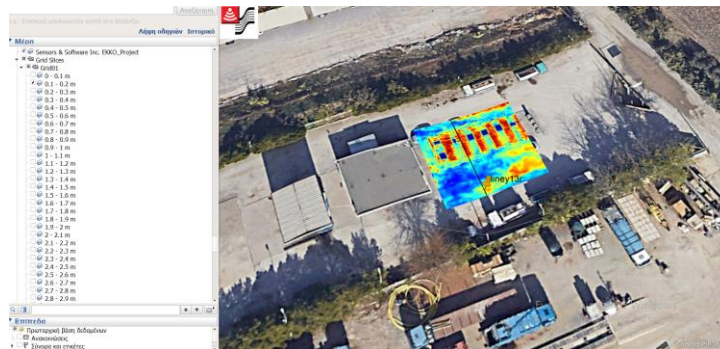 Αναζήτηση
Λήψη οδηγιών Ιστορικό
Μέρη
Sensors & Software Inc. EKKO_Project
Grid Slices
Grid01
0 - 0.1 m
0.1 - 0.2 m
0.2 - 0.3 m
0.3 - 0.4 m
0.4 - 0.5 m
0.5 - 0.6 m
0.6 - 0.7 m
0.7 - 0.8 m
0.8 - 0.9 m
0.9 - 1 m
1 - 1.1 m
1.1 - 1.2 m
1.2 - 1.3 m
1.3 - 1.4 m
1.4 - 1.5 m
1.5 - 1.6 m
1.6 - 1.7 m
1.7 - 1.8 m
1.8 - 1.9 m
1.9 - 2 m
2 - 2.1 m
2.1 - 2.2 m
2.2 - 2.3 m
2.3 - 2.4 m
2.4 - 2.5 m
2.5 - 2.6 m
2.6 - 2.7 m
2.7 - 2.8 m
2.8 - 2.9 m
Επίπεδα
Πρωταρχική βάση δεδομένων
Ανακοινώσεις
Σύνορα και ετικέτες
liney13r